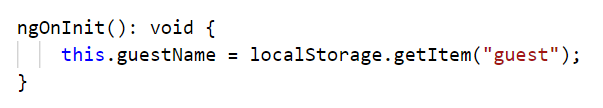 ngOnInit(): void {
    this.guestName = localStorage.getItem("guest");
}